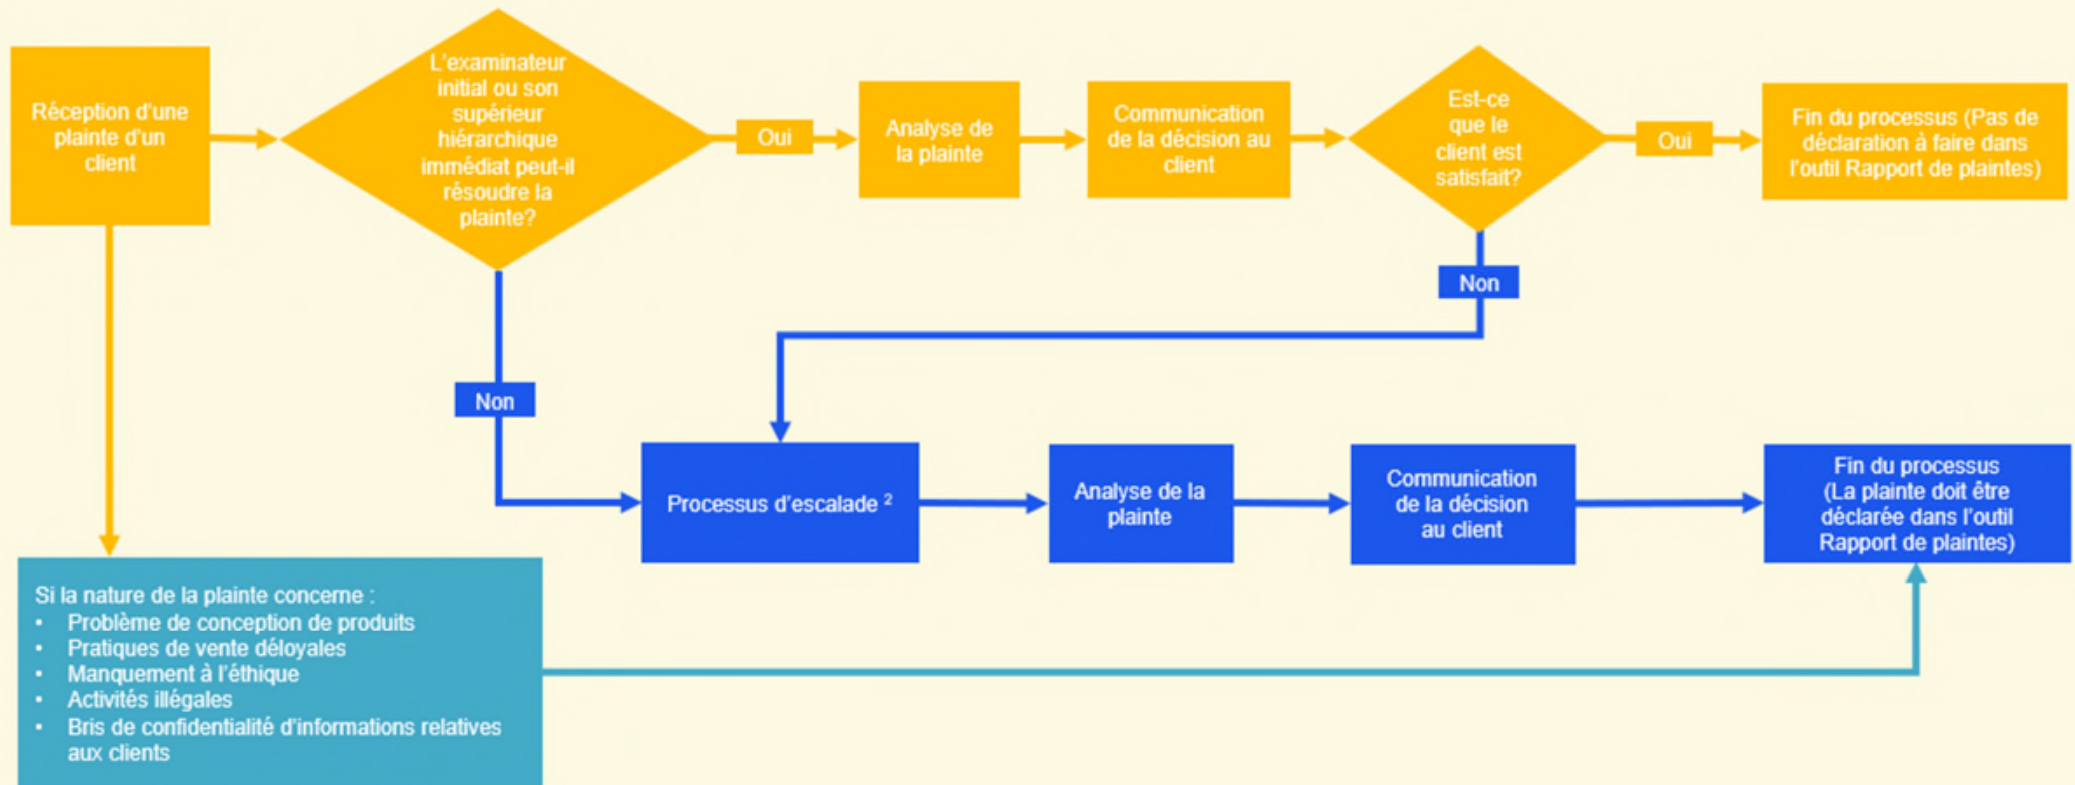 Réception d'une
plainte d'un
client
L'examinateur
initial ou son
supérieur
hiérarchique
immédiat peut-il
résoudre la
plainte?
Oui
Analyse de
la plainte
Communication
de la décision au
client
Est-ce
que le
client est
satisfait?
Oui
Fin du processus (Pas de
déclaration à faire dans
l'outil Rapport de plaintes)
Non
Non
Processus d'escalade ²
Analyse de la
plainte
Communication
de la décision
au client
Fin du processus
(La plainte doit être
déclarée dans l'outil
Rapport de plaintes)
Si la nature de la plainte concerne :
• Problème de conception de produits
• Pratiques de vente déloyales
• Manquement à l'éthique
• Activités illégales
• Bris de confidentialité d'informations relatives
aux clients